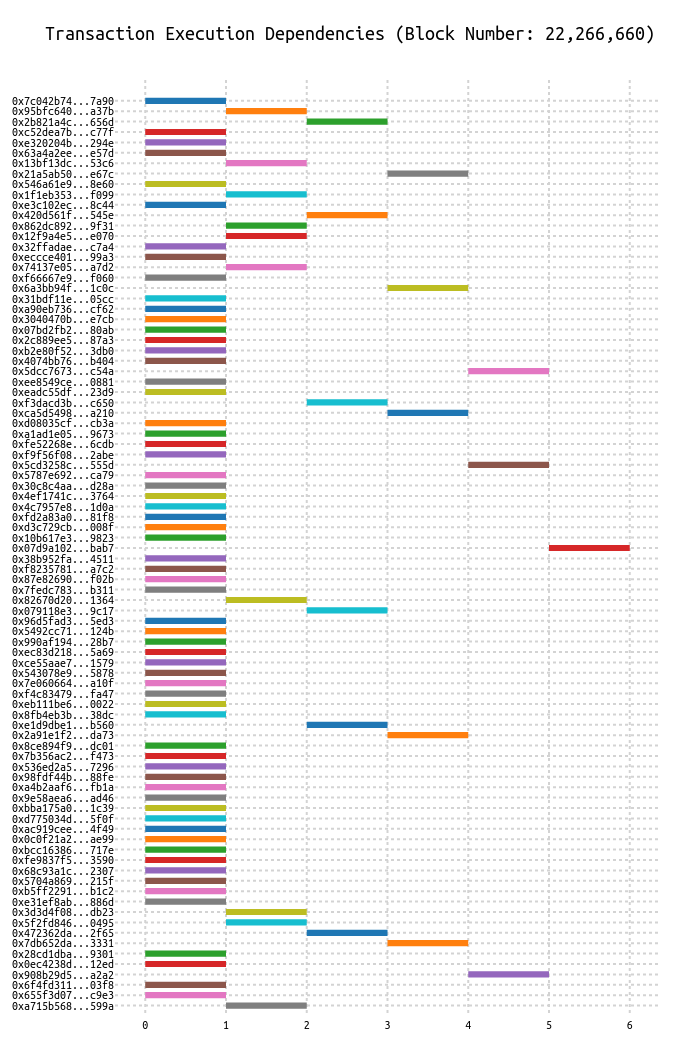 Transaction Execution Dependencies (Block Number: 22,266,660)
0x7c042b74...7a90
0x95bfc640...a37b
0x2b821a4c...656d
0xc52dea7b...c77f
0xe320204b...294e
0x63a4a2ee...e57d
0x13bf13dc...53c6
0x21a5ab50...e67c
0x546a61e9...8e60
0x1f1eb353...f099
0xe3c102ec...8c44
0x420d561f...545e
0x862dc892...9f31
0x12f9a4e5...e070
0x32ffadae...c7a4
0xeccce401...99a3
0x74137e05...a7d2
0xf66667e9...f060
0x6a3bb94f...1c0c
0x31bdf11e...05cc
0xa90eb736...cf62
0x3040470b...e7cb
0x07bd2fb2...80ab
0x2c889ee5...87a3
0xb2e80f52...3db0
0x4074bb76...b404
0x5dcc7673...c54a
0xee8549ce...0881
0xeadc55df...23d9
0xf3dacd3b...c650
0xca5d5498...a210
0xd08035cf...cb3a
0xa1ad1e05...9673
0xfe52268e...6cdb
0xf9f56f08...2abe
0x5cd3258c...555d
0x5787e692...ca79
0x30c8c4aa...d28a
0x4ef1741c...3764
0x4c7957e8...1d0a
0xfd2a83a0...81f8
0xd3c729cb...008f
0x10b617e3...9823
0x07d9a102...bab7
0x38b952fa...4511
0xf8235781...a7c2
0x87e82690...f02b
0x7fedc783...b311
0x82670d20...1364
0x079118e3...9c17
0x96d5fad3...5ed3
0x5492cc71...124b
0x990af194...28b7
0xec83d218...5a69
0xce55aae7...1579
0x543078e9...5878
0x7e060664...a10f
0xf4c83479...fa47
0xeb111be6...0022
0x8fb4eb3b...38dc
0xe1d9dbe1...b560
0x2a91e1f2...da73
0x8ce894f9...dc01
0x7b356ac2...f473
0x536ed2a5...7296
0x98fdf44b...88fe
0xa4b2aaf6...fb1a
0x9e58aea6...ad46
0xbba175a0...1c39
0xd775034d...5f0f
0xac919cee...4f49
0x0c0f21a2...ae99
0xbcc16386...717e
0xfe9837f5...3590
0x68c93a1c...2307
0x5704a869...215f
0xb5ff2291...b1c2
0xe31ef8ab...886d
0x3d3d4f08...db23
0x5f2fd846...0495
0x472362da...2f65
0x7db652da...3331
0x28cd1dba...9301
0x0ec4238d...12ed
0x908b29d5...a2a2
0x6f4fd311...03f8
0x655f3d07...c9e3
0xa715b568...599a
0 1 2 3 4 5 6